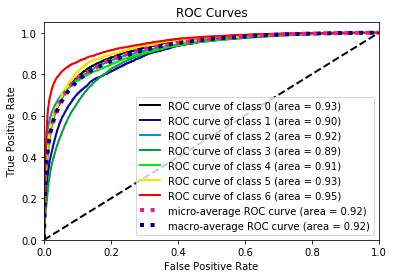 ROC Curves
True Positive Rate
1.0
0.8
0.6
0.4
0.2
0.0
ROC curve of class 0 (area = 0.93)
ROC curve of class 1 (area = 0.90)
ROC curve of class 2 (area = 0.92)
ROC curve of class 3 (area = 0.89)
ROC curve of class 4 (area = 0.91)
ROC curve of class 5 (area = 0.93)
ROC curve of class 6 (area = 0.95)
micro-average ROC curve (area = 0.92)
macro-average ROC curve (area = 0.92)
0.0 0.2 0.4 0.6 0.8 1.0
False Positive Rate